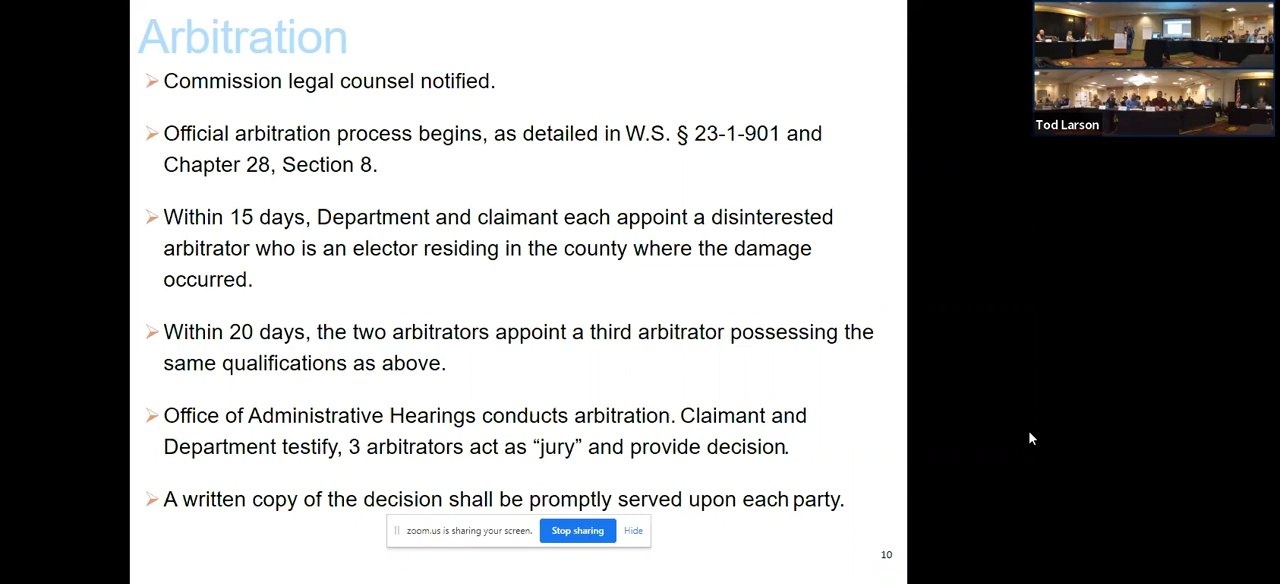 Arbitration
Commission legal counsel notified.
Official arbitration process begins, as detailed in W.S. § 23-1-901 and
Chapter 28, Section 8.
Within 15 days, Department and claimant each appoint a disinterested
arbitrator who is an elector residing in the county where the damage
occurred.
Within 20 days, the two arbitrators appoint a third arbitrator possessing the
same qualifications as above.
Office of Administrative Hearings conducts arbitration. Claimant and
Department testify, 3 arbitrators act as “jury” and provide decision.
A written copy of the decision shall be promptly served upon each party.
zoom.us is sharing your screen. Stop sharing Hide
10
Tod Larson